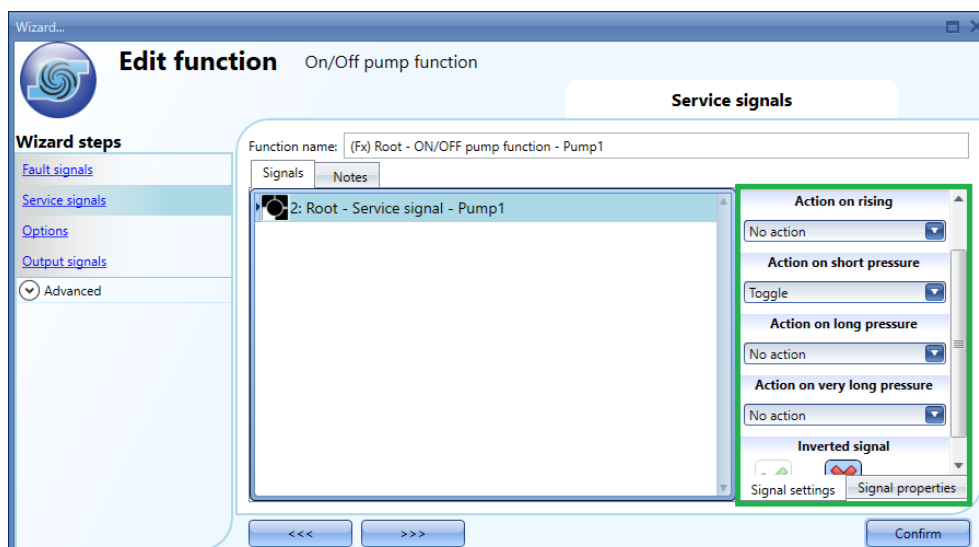 Wizard...
Edit function On/Off pump function
Service signals
Wizard steps
Fault signals
Service signals
Options
Output signals
Advanced
Function name: (Fx) Root - ON/OFF pump function - Pump1
Signals Notes
2: Root - Service signal - Pump1
Action on rising
No action
Action on short pressure
Toggle
Action on long pressure
No action
Action on very long pressure
No action
Inverted signal
Signal settings Signal properties
<<< >>> Confirm